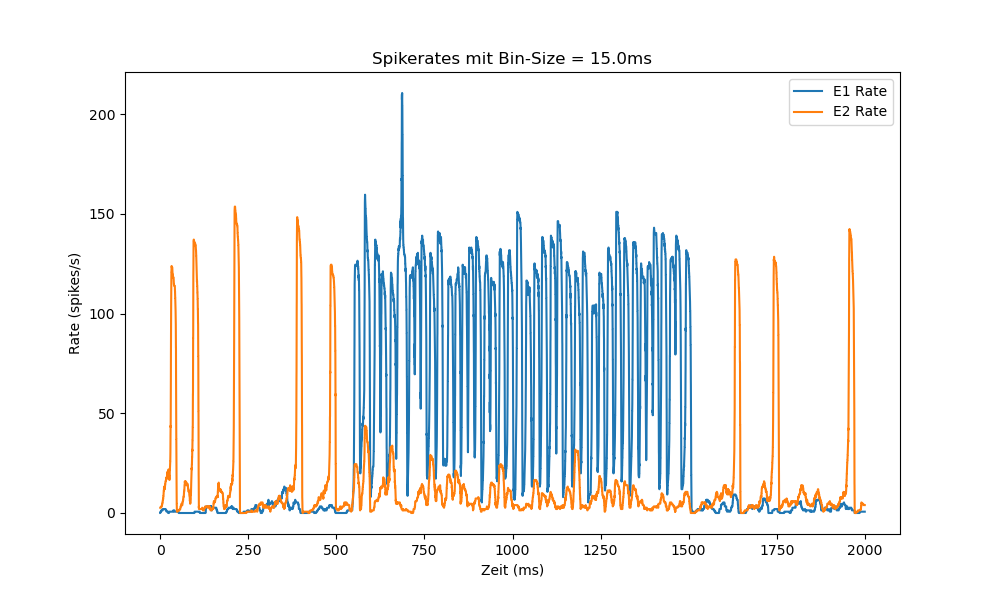 Spikerates mit Bin-Size = 15.0ms
E1 Rate
E2 Rate
Rate (spikes/s)
200
150
100
50
0
0 250 500 750 1000 1250 1500 1750 2000
Zeit (ms)